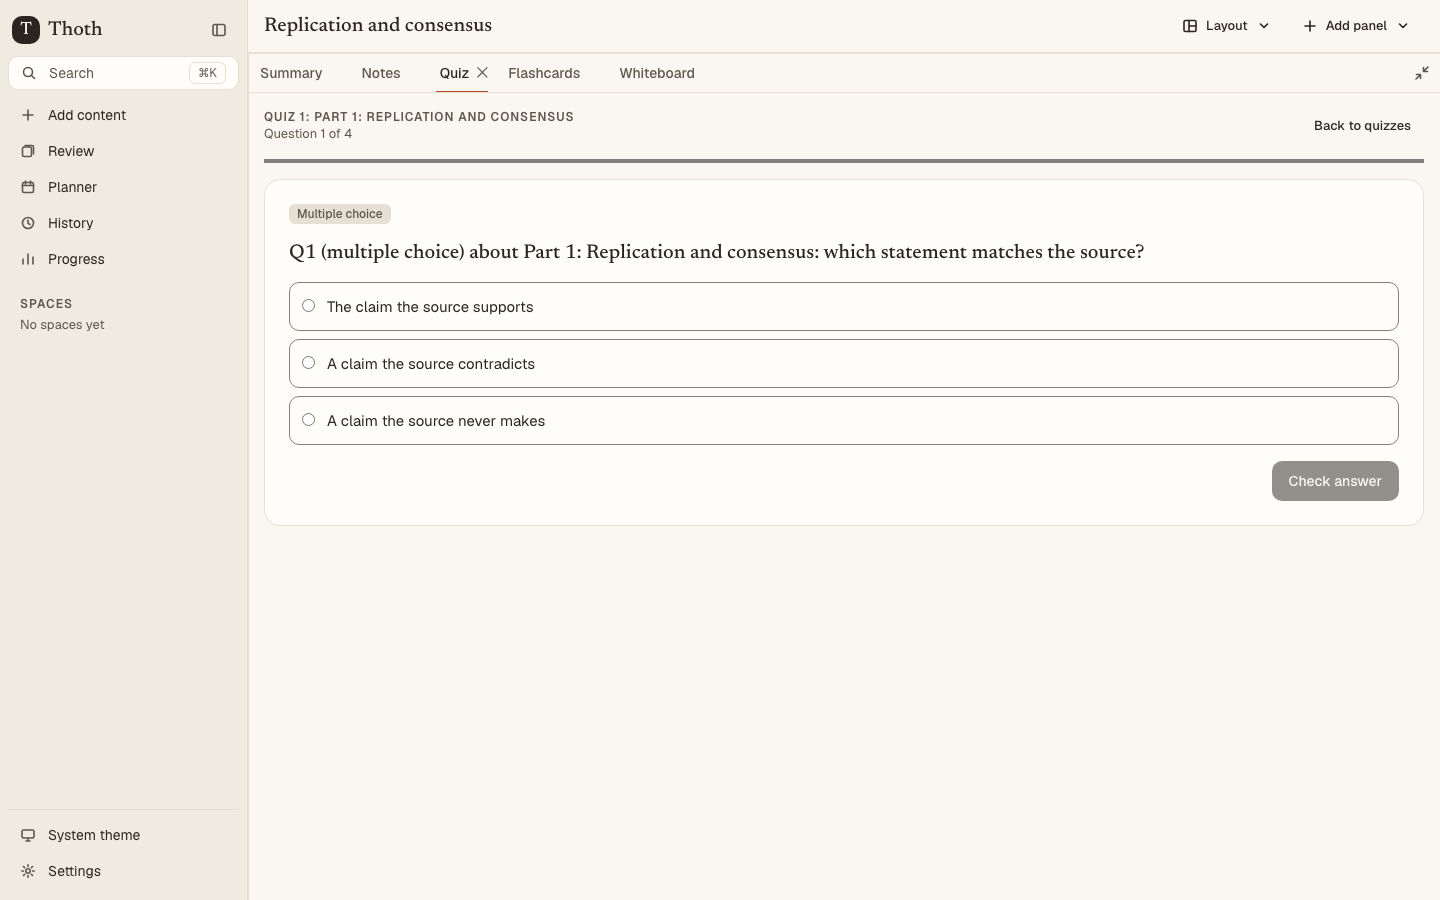 T Thoth
Search ⌘K
Add content
Review
Planner
History
Progress
SPACES
No spaces yet
System theme
Settings
Replication and consensus
Layout
Add panel
Summary Notes Quiz Flashcards Whiteboard
QUIZ 1: PART 1: REPLICATION AND CONSENSUS
Question 1 of 4
Back to quizzes
Multiple choice
Q1 (multiple choice) about Part 1: Replication and consensus: which statement matches the source?
The claim the source supports
A claim the source contradicts
A claim the source never makes
Check answer